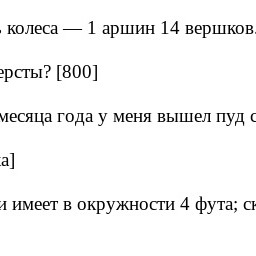 колеса — 1 аршин 14 вершков.
ерсты? [800]
месяца года у меня вышел пуд с
а]
и имеет в окружности 4 фута; ск